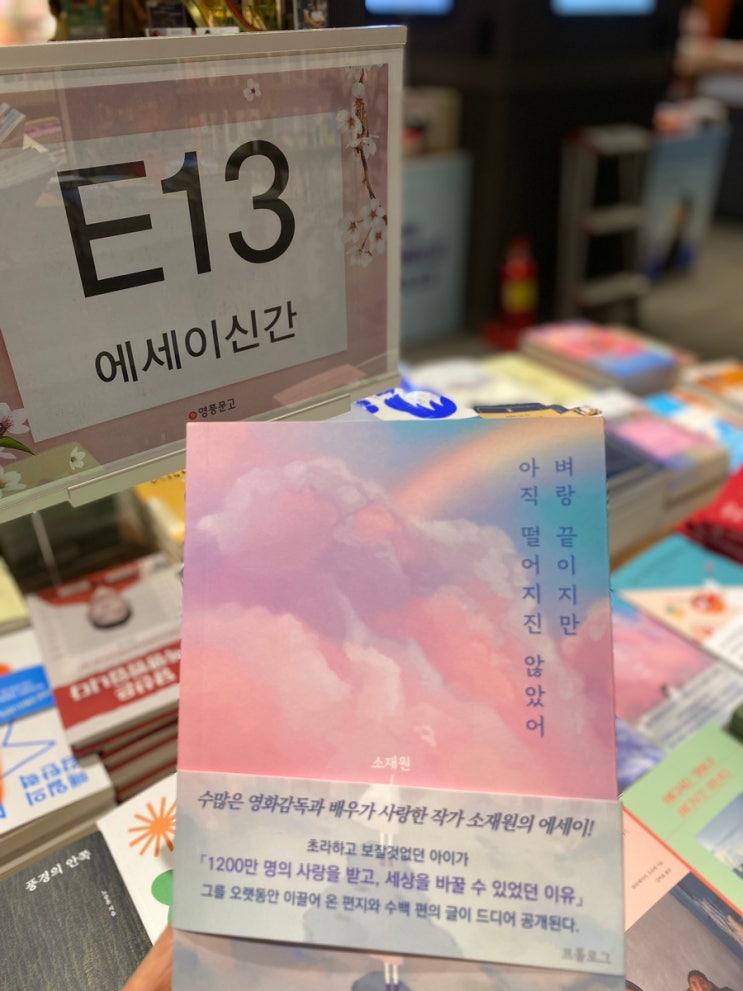 E13
에세이신간
영풍문고
벼랑 끝이지만
아직 떨어지진 않았어
소재원
수많은 영화감독과 배우가 사랑한 작가 소재원의 에세이!
초라하고 보잘것없던 아이가
「1200만 명의 사랑을 받고, 세상을 바꿀 수 있었던 이유」
그를 오랫동안 이끌어 온 편지와 수백 편의 글이 드디어 공개된다.
프롤로그
풍경의 안쪽